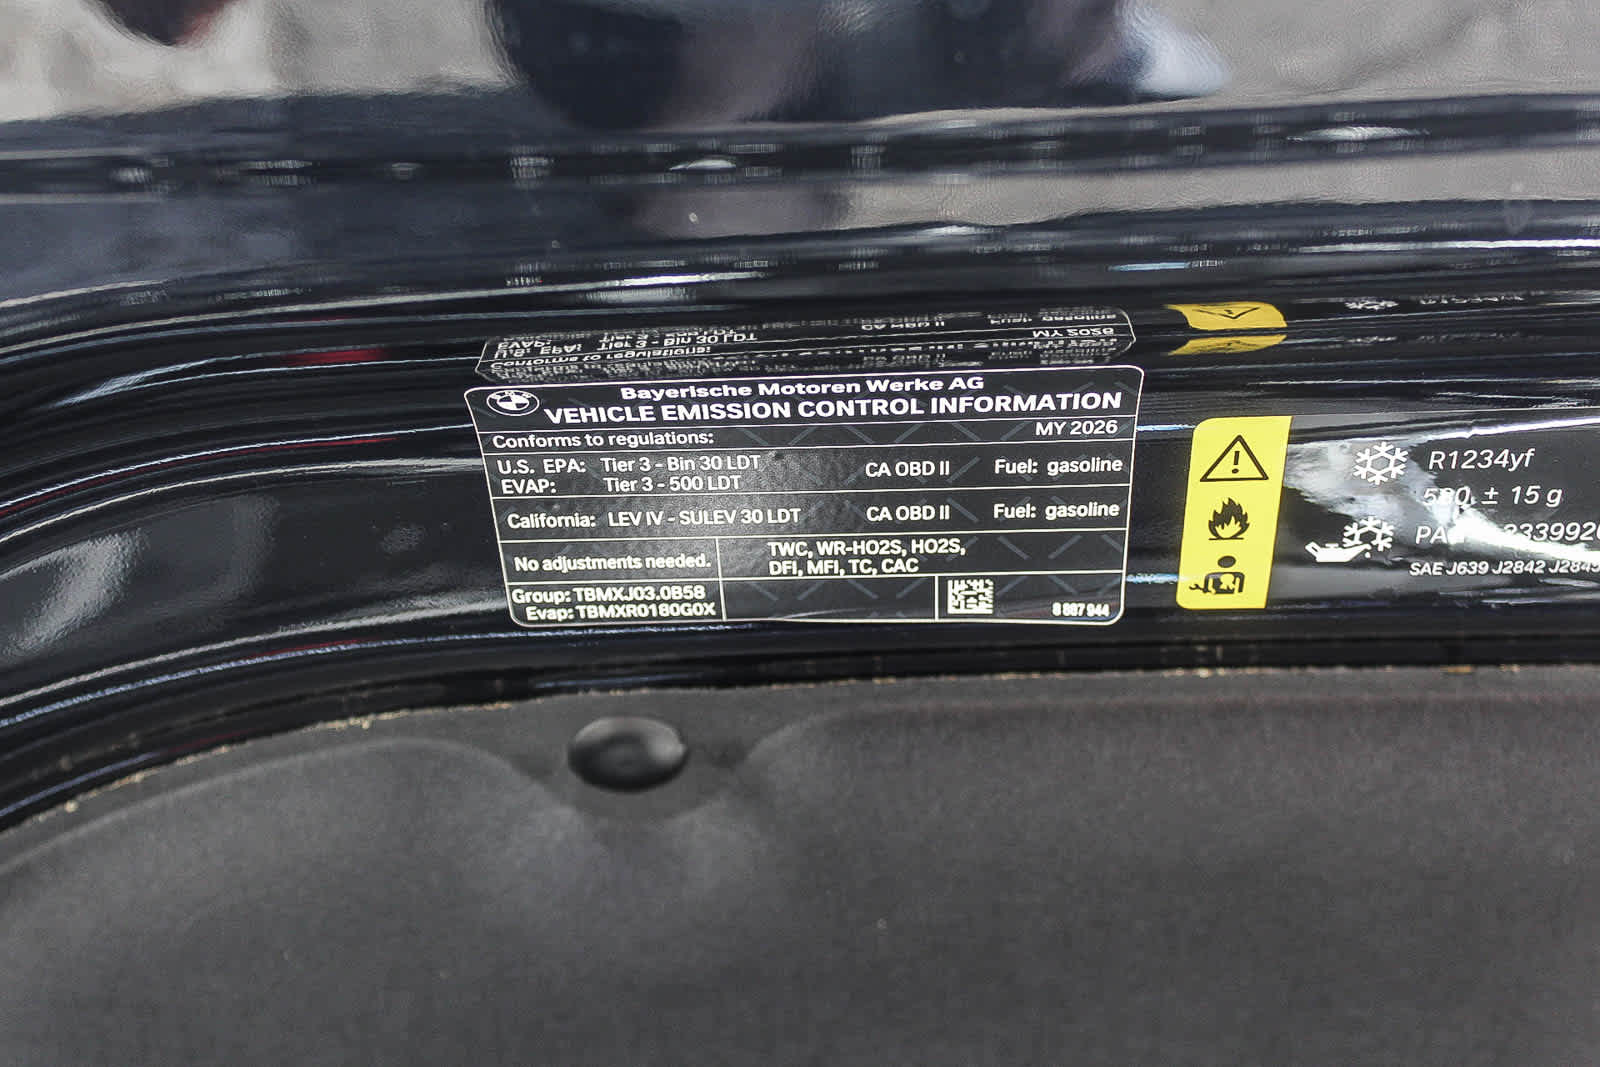 Bayerische Motoren Werke AG
VEHICLE EMISSION CONTROL INFORMATION
Conforms to regulations:
MY 2026
U.S. EPA: Tier 3 - Bin 30 LDT
EVAP: Tier 3 - 500 LDT
CA OBD II
Fuel: gasoline
California: LEV IV - SULEV 30 LDT
CA OBD II
Fuel: gasoline
No adjustments needed.
TWC, WR-HO2S, HO2S,
DFI, MFI, TC, CAC
Group: TBMXJ03.0B58
Evap: TBMXR0180G0X
8 887 944
R1234yf
± 15 g
SAE J639 J2842